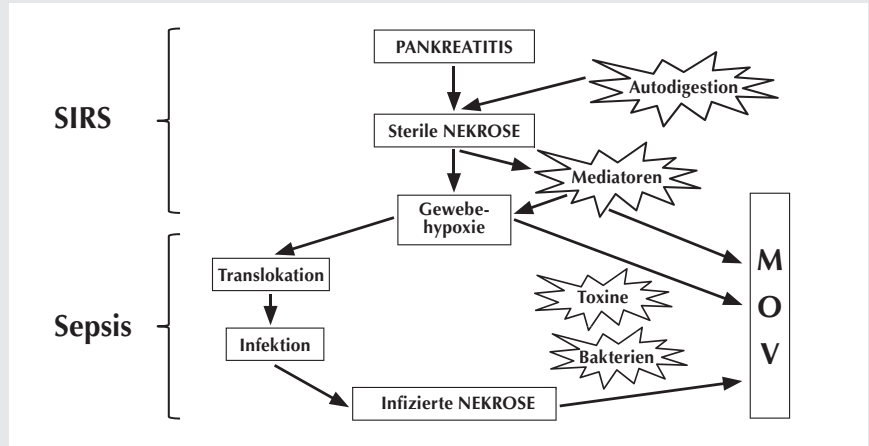 PANKREATITIS
Autodigestion
SIRS
Sterile NEKROSE
Mediatoren
Gewebe-
hypoxie
M
O
V
Translokation
Toxine
Sepsis
Infektion
Bakterien
Infizierte NEKROSE